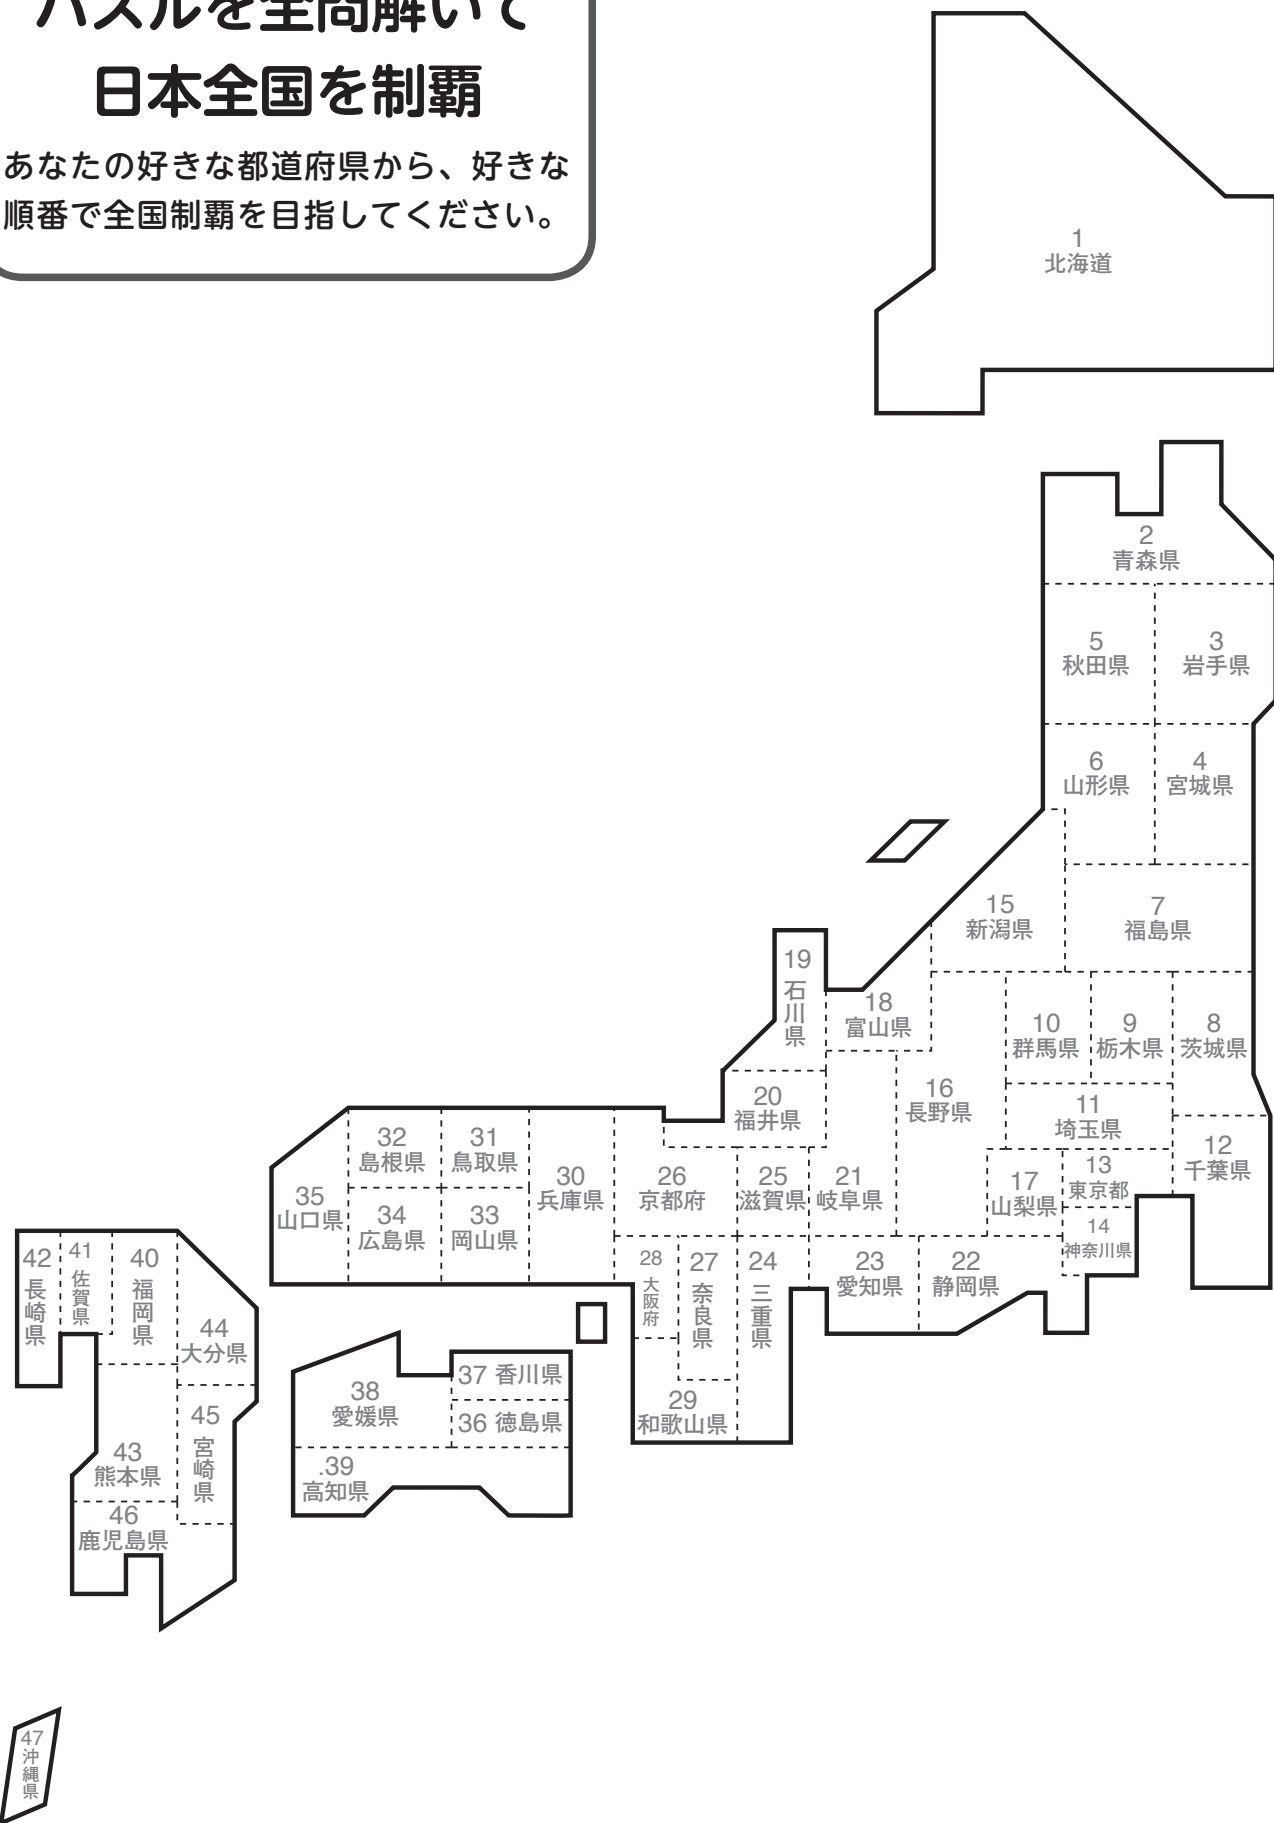 パズルを全問解いて
日本全国を制覇
あなたの好きな都道府県から、好きな
順番で全国制覇を目指してください。
1
北海道
2
青森県
5
秋田県
3
岩手県
6
山形県
4
宮城県
15
新潟県
7
福島県
19
石川県
18
富山県
10
群馬県
9
栃木県
8
茨城県
16
長野県
20
福井県
11
埼玉県
12
千葉県
32
島根県
31
鳥取県
30
兵庫県
26
京都府
25
滋賀県
21
岐阜県
17
山梨県
13
東京都
35
山口県
34
広島県
33
岡山県
14
神奈川県
28
大阪府
27
奈良県
24
三重県
23
愛知県
22
静岡県
42
長崎県
41
佐賀県
40
福岡県
44
大分県
37 香川県
38
愛媛県
36 徳島県
29
和歌山県
45
宮崎県
43
熊本県
.39
高知県
46
鹿児島県
47
沖縄県